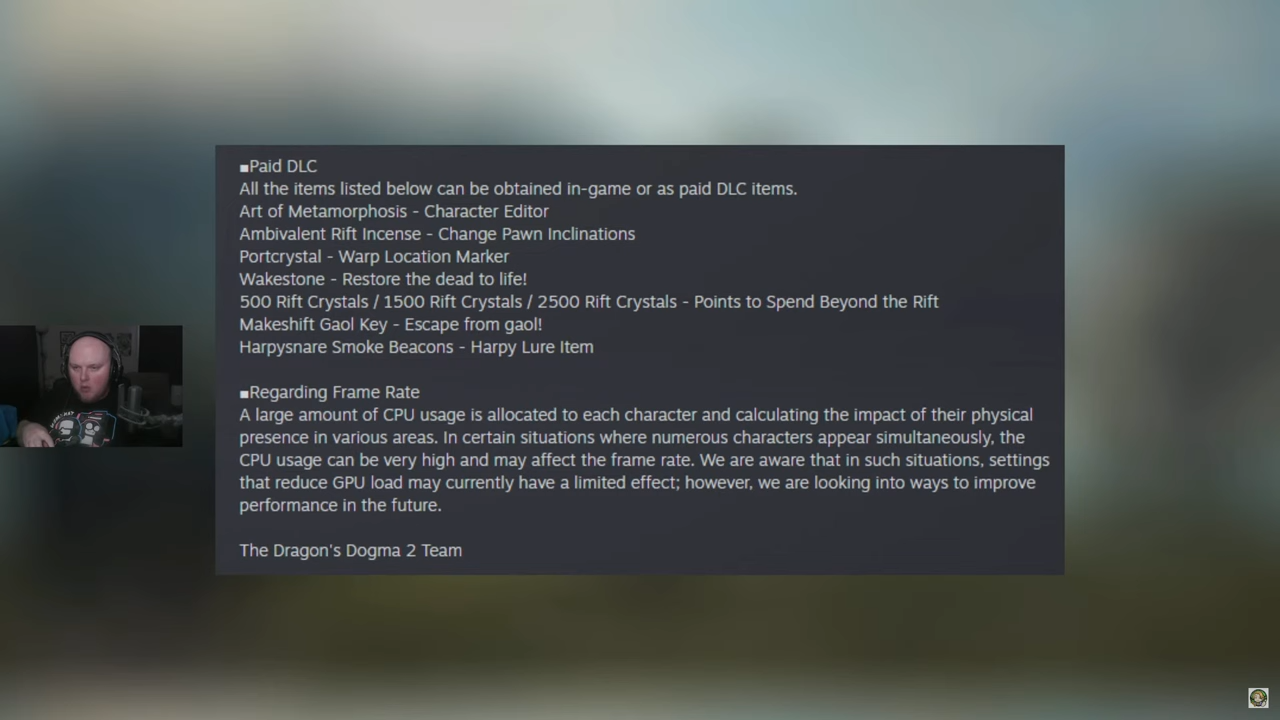 ■Paid DLC
All the items listed below can be obtained in-game or as paid DLC items.
Art of Metamorphosis - Character Editor
Ambivalent Rift Incense - Change Pawn Inclinations
Portcrystal - Warp Location Marker
Wakestone - Restore the dead to life!
500 Rift Crystals / 1500 Rift Crystals / 2500 Rift Crystals - Points to Spend Beyond the Rift
Makeshift Gaol Key - Escape from gaol!
Harpysnare Smoke Beacons - Harpy Lure Item
■Regarding Frame Rate
A large amount of CPU usage is allocated to each character and calculating the impact of their physical
presence in various areas. In certain situations where numerous characters appear simultaneously, the
CPU usage can be very high and may affect the frame rate. We are aware that in such situations, settings
that reduce GPU load may currently have a limited effect; however, we are looking into ways to improve
performance in the future.
The Dragon's Dogma 2 Team